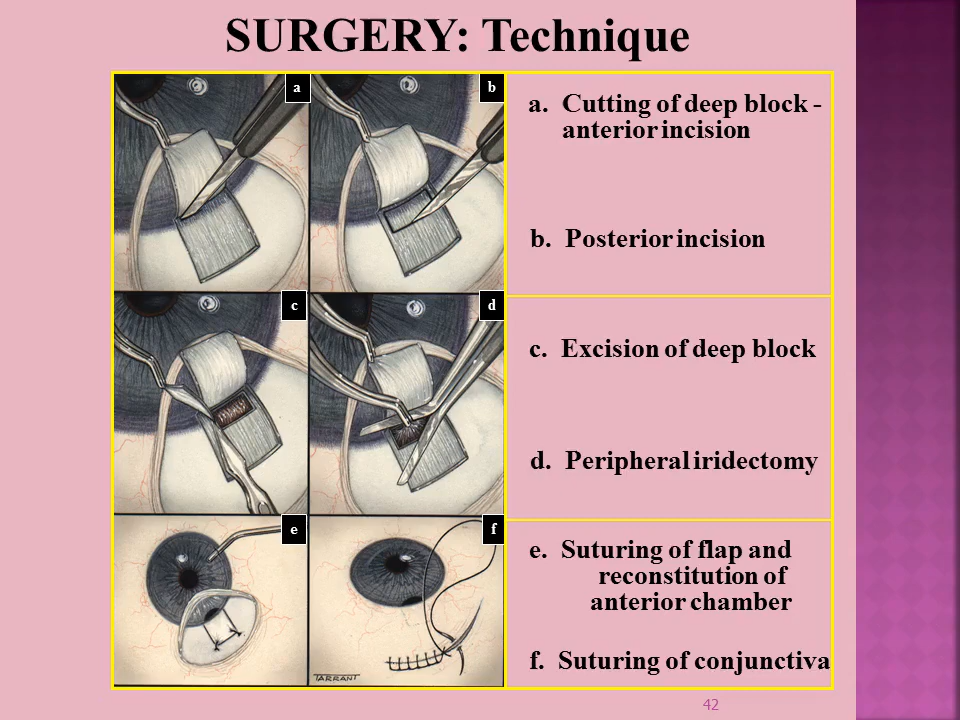 SURGERY: Technique
a
b
a. Cutting of deep block -
anterior incision
b. Posterior incision
c
d
c. Excision of deep block
d. Peripheral iridectomy
e
f
e. Suturing of flap and
reconstitution of
anterior chamber
f. Suturing of conjunctiva
TARRANT
42